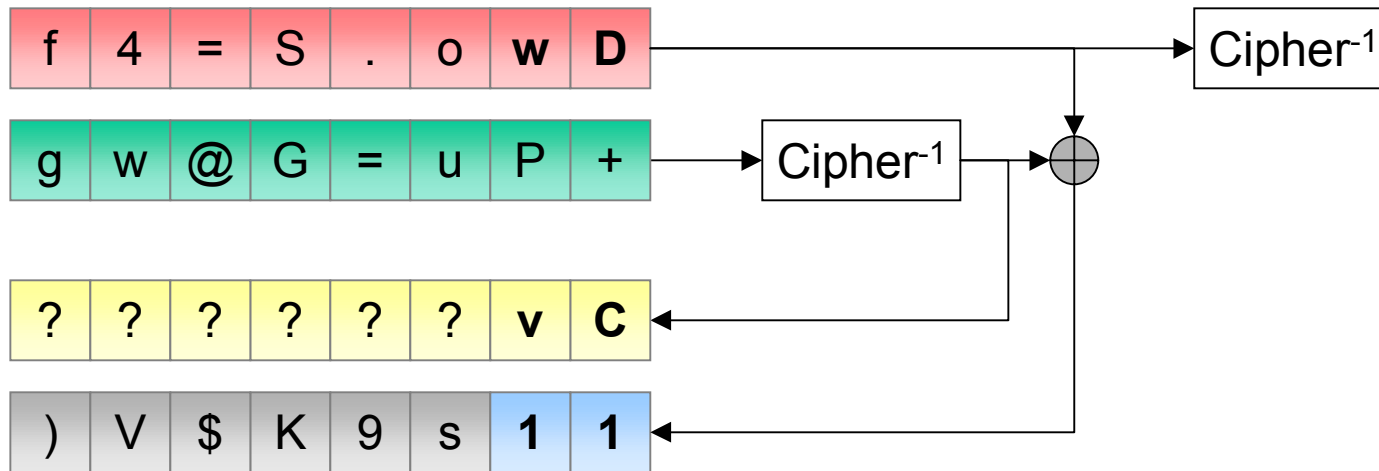 f 4 = S . o w D Cipher-1
g w @ G = u P + Cipher-1
? ? ? ? ? ? v C
) V $ K 9 s 1 1